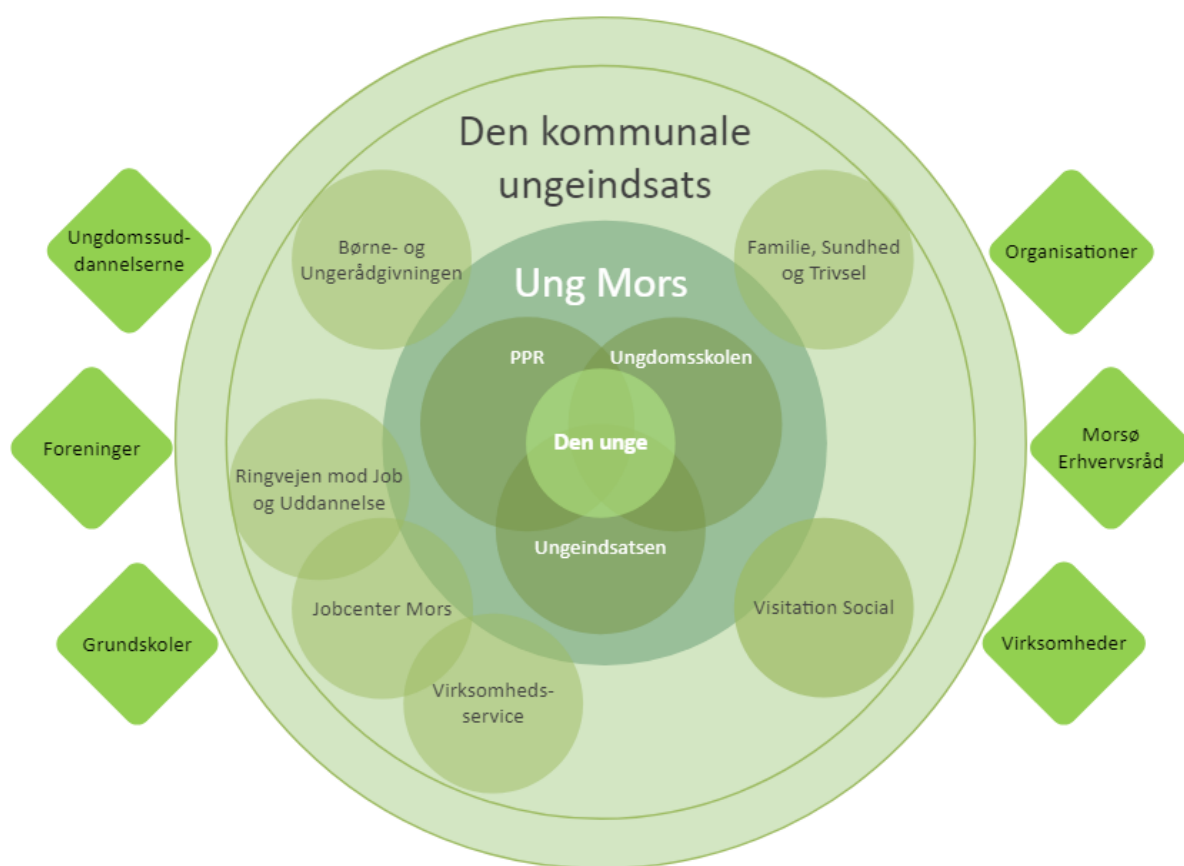 Den kommunale
ungeindsats
Ungdomssud-
dannelserne
Børne- og
Ungerådgivningen
Familie, Sundhed
og Trivsel
Organisationer
Ung Mors
PPR
Ungdomsskolen
Den unge
Foreninger
Morsø
Erhvervsråd
Ringvejen mod Job
og Uddannelse
Ungeindsatsen
Jobcenter Mors
Visitation Social
Grundskoler
Virksomheder
Virksomheds-
service